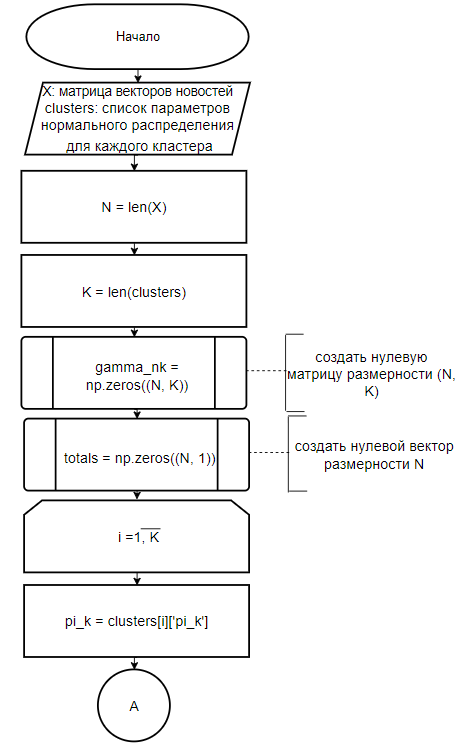 Начало
X: матрица векторов новостей
clusters: список параметров
нормального распределения
для каждого кластера
N = len(X)
K = len(clusters)
gamma_nk =
np.zeros((N, K))
создать нулевую
матрицу размерности (N,
K)
totals = np.zeros((N, 1))
создать нулевой вектор
размерности N
i =1, K
pi_k = clusters[i]['pi_k']
A